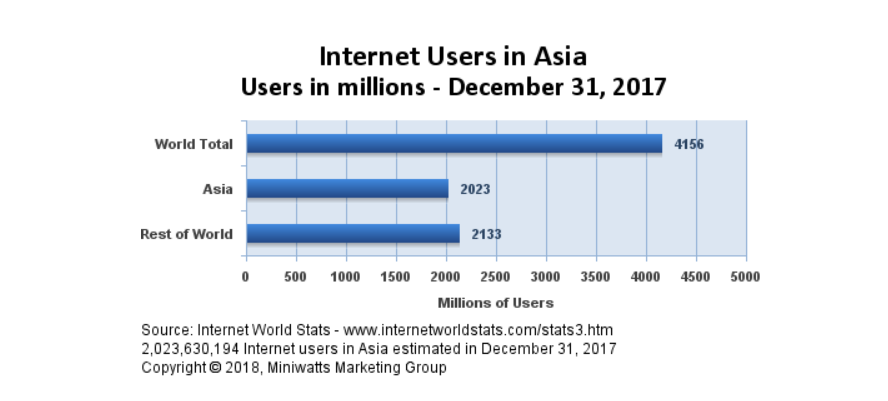 Internet Users in Asia
Users in millions - December 31, 2017
World Total
4156
Asia
2023
Rest of World
2133
0 500 1000 1500 2000 2500 3000 3500 4000 4500 5000
Millions of Users
Source: Internet World Stats - www.internetworldstats.com/stats3.htm
2,023,630,194 Internet users in Asia estimated in December 31, 2017
Copyright © 2018, Miniwatts Marketing Group